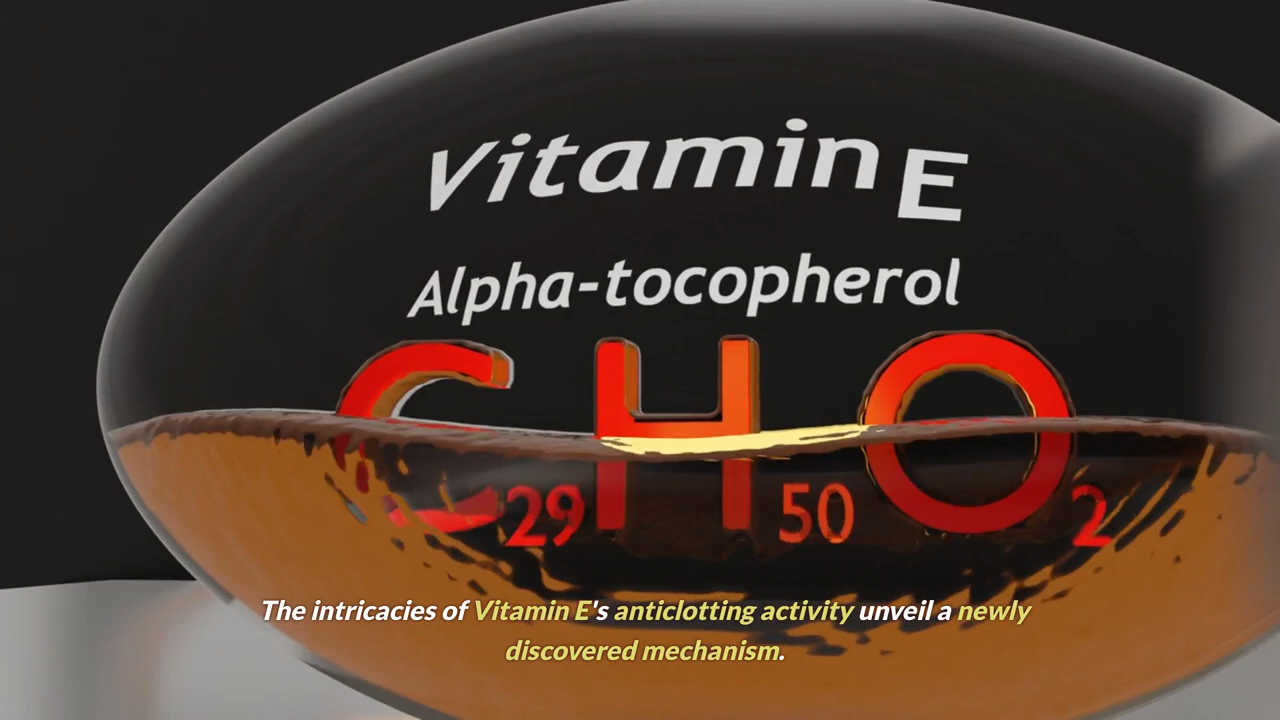 Vitamin E
Alpha-tocopherol
C29H50O2
The intricacies of Vitamin E's anticlotting activity unveil a newly
discovered mechanism.